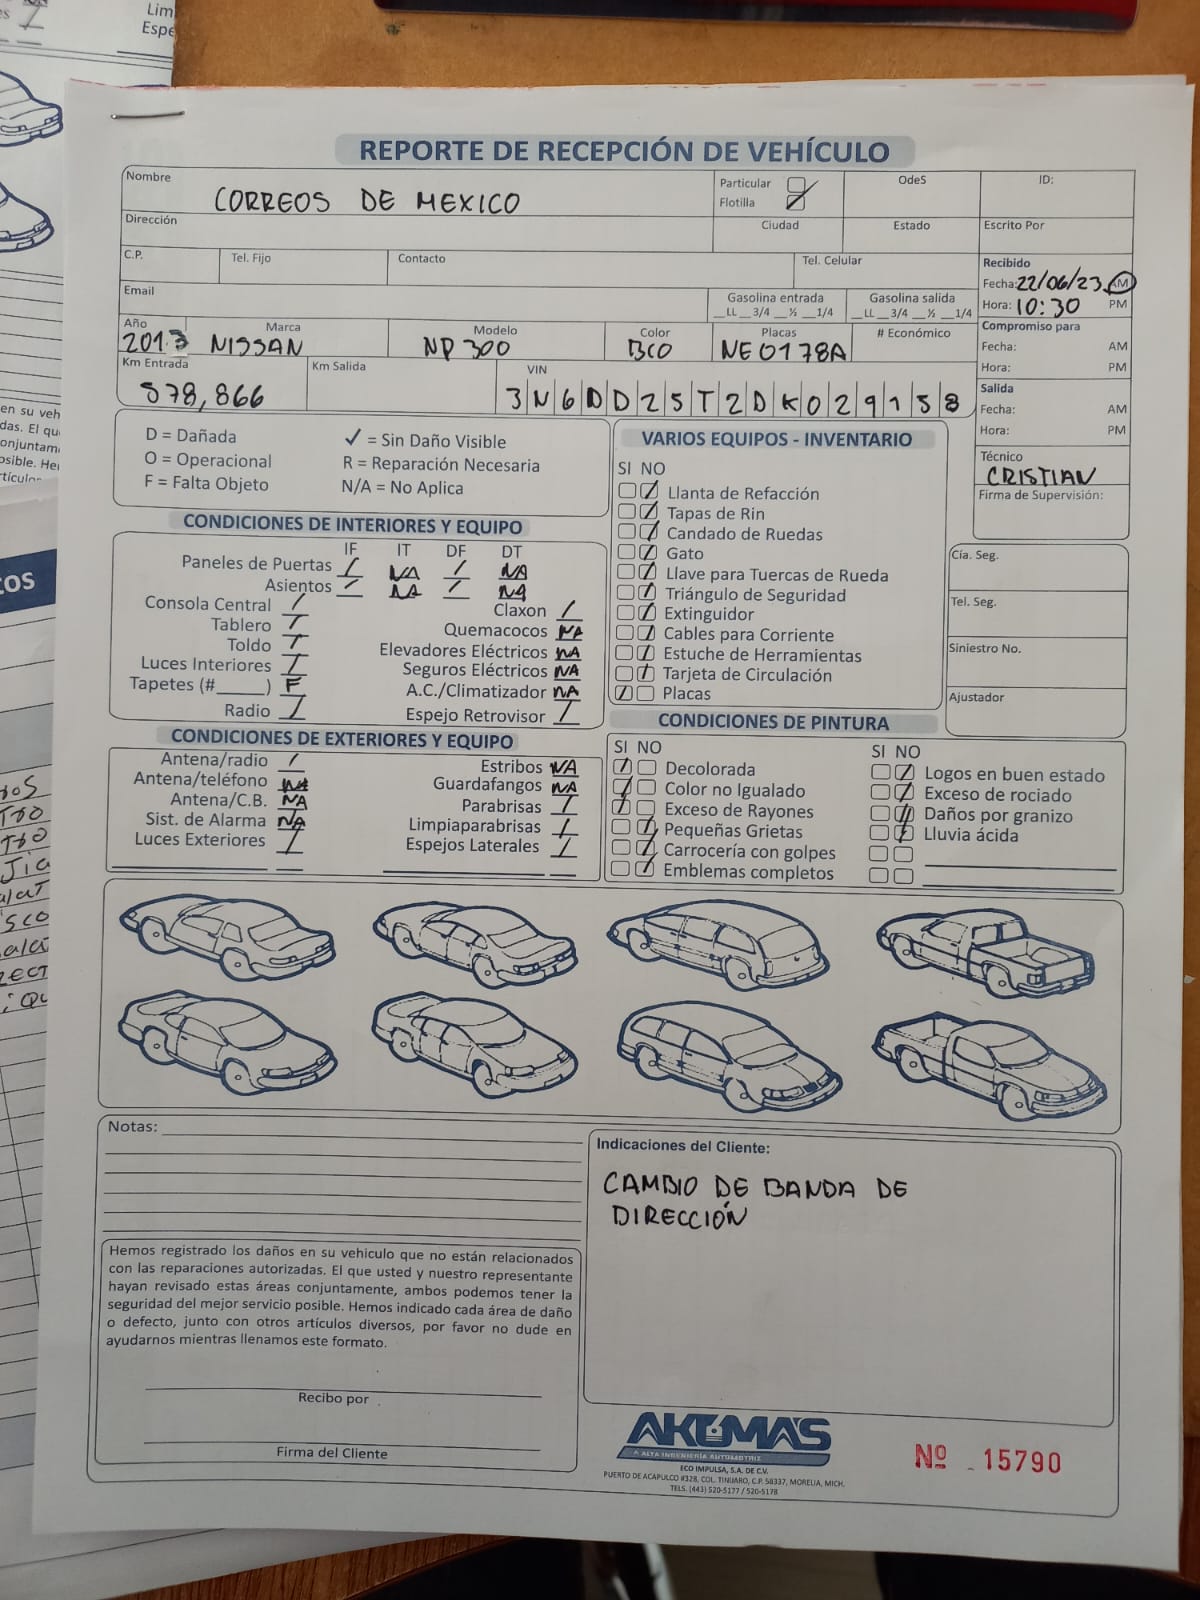 Lim
Espe
REPORTE DE RECEPCIÓN DE VEHÍCULO
Nombre
CORREOS DE MEXICO
Particular
Flotilla
OdeS
ID:
Dirección
Ciudad
Estado
Escrito Por
C.P.
Tel. Fijo
Contacto
Tel. Celular
Recibido
Fecha: 22/06/23 AM
Hora: 10:30 PM
Email
Gasolina entrada
__LL __3/4 __½ __1/4
Gasolina salida
__LL __3/4 __½ __1/4
Año
2013
Marca
NISSAN
Modelo
NP300
Color
BCO
Placas
NE0178A
# Económico
Compromiso para
Fecha: AM
Hora: PM
Km Entrada
878,866
Km Salida
VIN
3N6DD25T2DK029158
Salida
Fecha: AM
Hora: PM
Técnico
CRISTIAN
Firma de Supervisión:
D = Dañada
O = Operacional
F = Falta Objeto
✓ = Sin Daño Visible
R = Reparación Necesaria
N/A = No Aplica
CONDICIONES DE INTERIORES Y EQUIPO
IF IT DF DT
Paneles de Puertas / NA / NA
Asientos / NA / NA
Consola Central /
Tablero /
Toldo /
Luces Interiores /
Tapetes (#_____) F
Radio /
Claxon /
Quemacocos NA
Elevadores Eléctricos NA
Seguros Eléctricos NA
A.C./Climatizador NA
Espejo Retrovisor /
CONDICIONES DE EXTERIORES Y EQUIPO
Antena/radio /
Antena/teléfono NA
Antena/C.B. NA
Sist. de Alarma NA
Luces Exteriores /
Estribos NA
Guardafangos NA
Parabrisas /
Limpiaparabrisas /
Espejos Laterales /
VARIOS EQUIPOS - INVENTARIO
SI NO
Llanta de Refacción
Tapas de Rin
Candado de Ruedas
Gato
Llave para Tuercas de Rueda
Triángulo de Seguridad
Extinguidor
Cables para Corriente
Estuche de Herramientas
Tarjeta de Circulación
Placas
Cía. Seg.
Tel. Seg.
Siniestro No.
Ajustador
CONDICIONES DE PINTURA
SI NO
Decolorada
Color no Igualado
Exceso de Rayones
Pequeñas Grietas
Carrocería con golpes
Emblemas completos
SI NO
Logos en buen estado
Exceso de rociado
Daños por granizo
Lluvia ácida
Notas:
Indicaciones del Cliente:
CAMBIO DE BANDA DE
DIRECCIÓN
Hemos registrado los daños en su vehiculo que no están relacionados
con las reparaciones autorizadas. El que usted y nuestro representante
hayan revisado estas áreas conjuntamente, ambos podemos tener la
seguridad del mejor servicio posible. Hemos indicado cada área de daño
o defecto, junto con otros artículos diversos, por favor no dude en
ayudarnos mientras llenamos este formato.
Recibo por
Firma del Cliente
AKUMA'S
A ALTA INGENIERÍA AUTOMOTRIZ
ECO IMPULSA, S.A. DE C.V.
PUERTO DE ACAPULCO #328, COL. TINIJARO, C.P. 58337, MORELIA, MICH.
TELS. (443) 520-5177 / 520-5178
Nº 15790